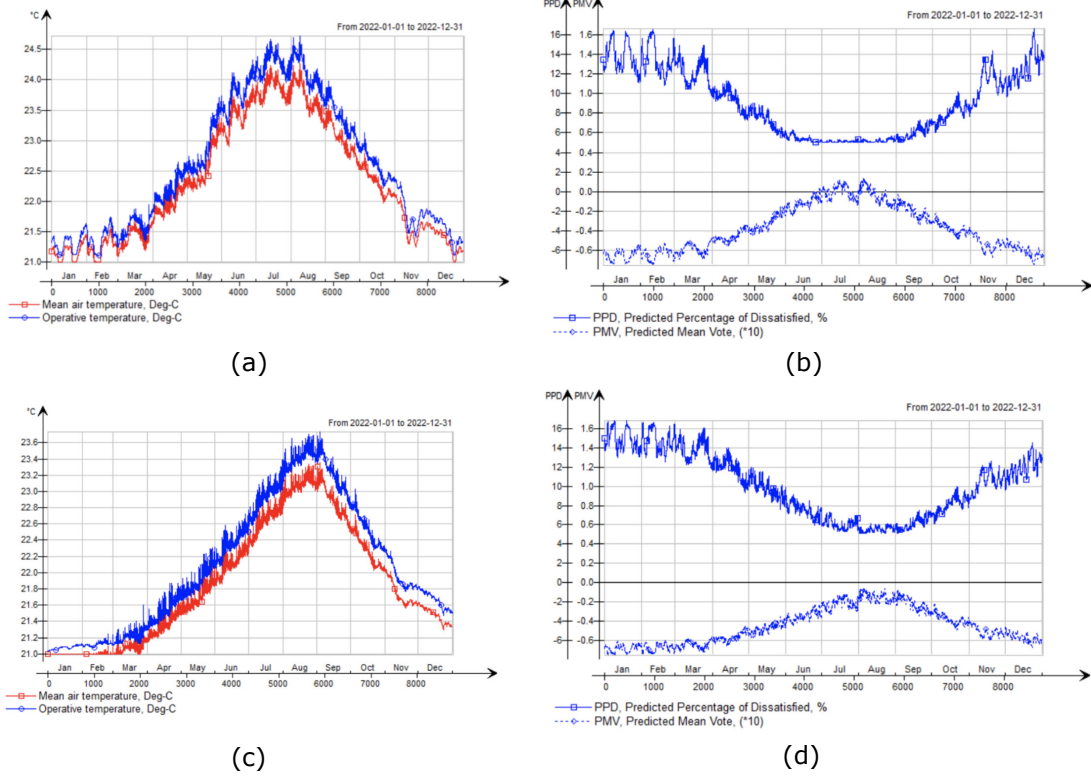 °C
From 2022-01-01 to 2022-12-31
24.5
24.0
23.5
23.0
22.5
22.0
21.5
21.0
Jan Feb Mar Apr May Jun Jul Aug Sep Oct Nov Dec
0 1000 2000 3000 4000 5000 6000 7000 8000
Mean air temperature, Deg-C
Operative temperature, Deg-C
(a)
PPD PMV
From 2022-01-01 to 2022-12-31
16 1.6
14 1.4
12 1.2
10 1.0
8 0.8
6 0.6
4 0.4
2 0.2
0 0.0
-2 -0.2
-4 -0.4
-6 -0.6
Jan Feb Mar Apr May Jun Jul Aug Sep Oct Nov Dec
0 1000 2000 3000 4000 5000 6000 7000 8000
PPD, Predicted Percentage of Dissatisfied, %
PMV, Predicted Mean Vote, (*10)
(b)
°C
From 2022-01-01 to 2022-12-31
23.6
23.4
23.2
23.0
22.8
22.6
22.4
22.2
22.0
21.8
21.6
21.4
21.2
21.0
Jan Feb Mar Apr May Jun Jul Aug Sep Oct Nov Dec
0 1000 2000 3000 4000 5000 6000 7000 8000
Mean air temperature, Deg-C
Operative temperature, Deg-C
(c)
PPD PMV
From 2022-01-01 to 2022-12-31
16 1.6
14 1.4
12 1.2
10 1.0
8 0.8
6 0.6
4 0.4
2 0.2
0 0.0
-2 -0.2
-4 -0.4
-6 -0.6
Jan Feb Mar Apr May Jun Jul Aug Sep Oct Nov Dec
0 1000 2000 3000 4000 5000 6000 7000 8000
PPD, Predicted Percentage of Dissatisfied, %
PMV, Predicted Mean Vote, (*10)
(d)